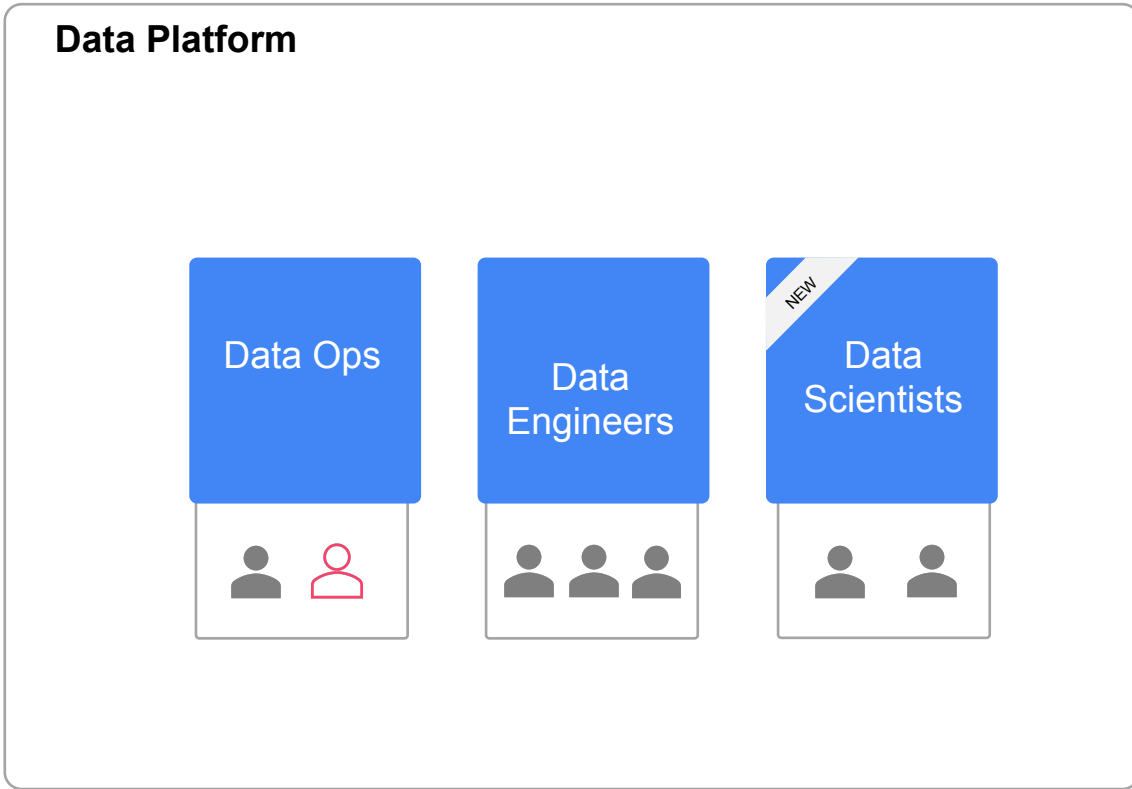 Data Platform
Data Ops
Data
Engineers
NEW
Data
Scientists